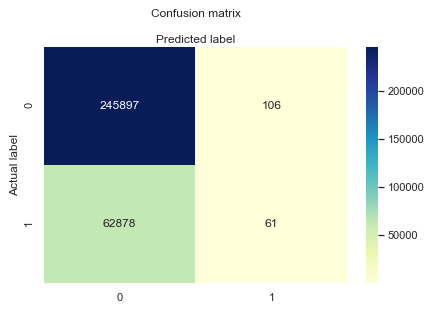 Confusion matrix
Predicted label
0 245897 106
Actual label
1 62878 61
0 1
200000
150000
100000
50000